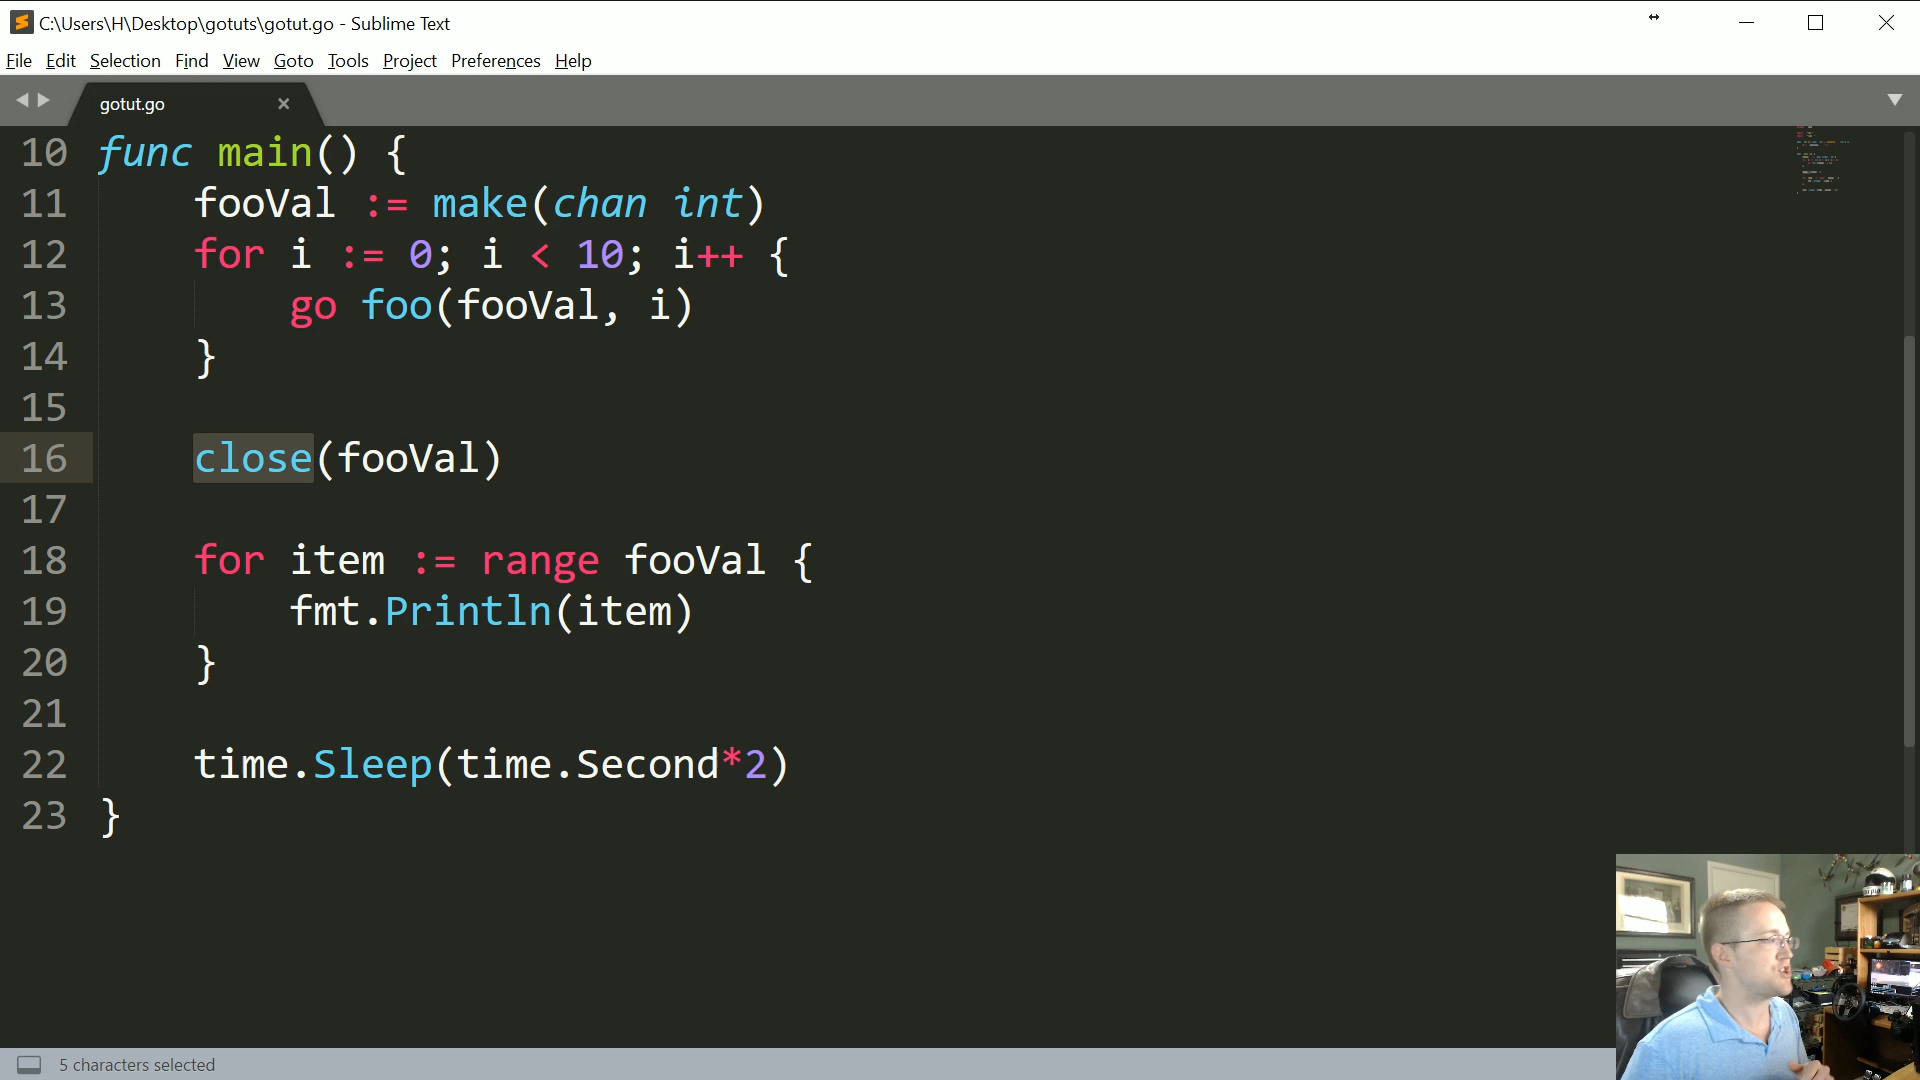 C:\Users\H\Desktop\gotuts\gotut.go - Sublime Text
File Edit Selection Find View Goto Tools Project Preferences Help
gotut.go
10 func main() {
11 fooVal := make(chan int)
12 for i := 0; i < 10; i++ {
13 go foo(fooVal, i)
14 }
15
16 close(fooVal)
17
18 for item := range fooVal {
19 fmt.Println(item)
20 }
21
22 time.Sleep(time.Second*2)
23 }
5 characters selected